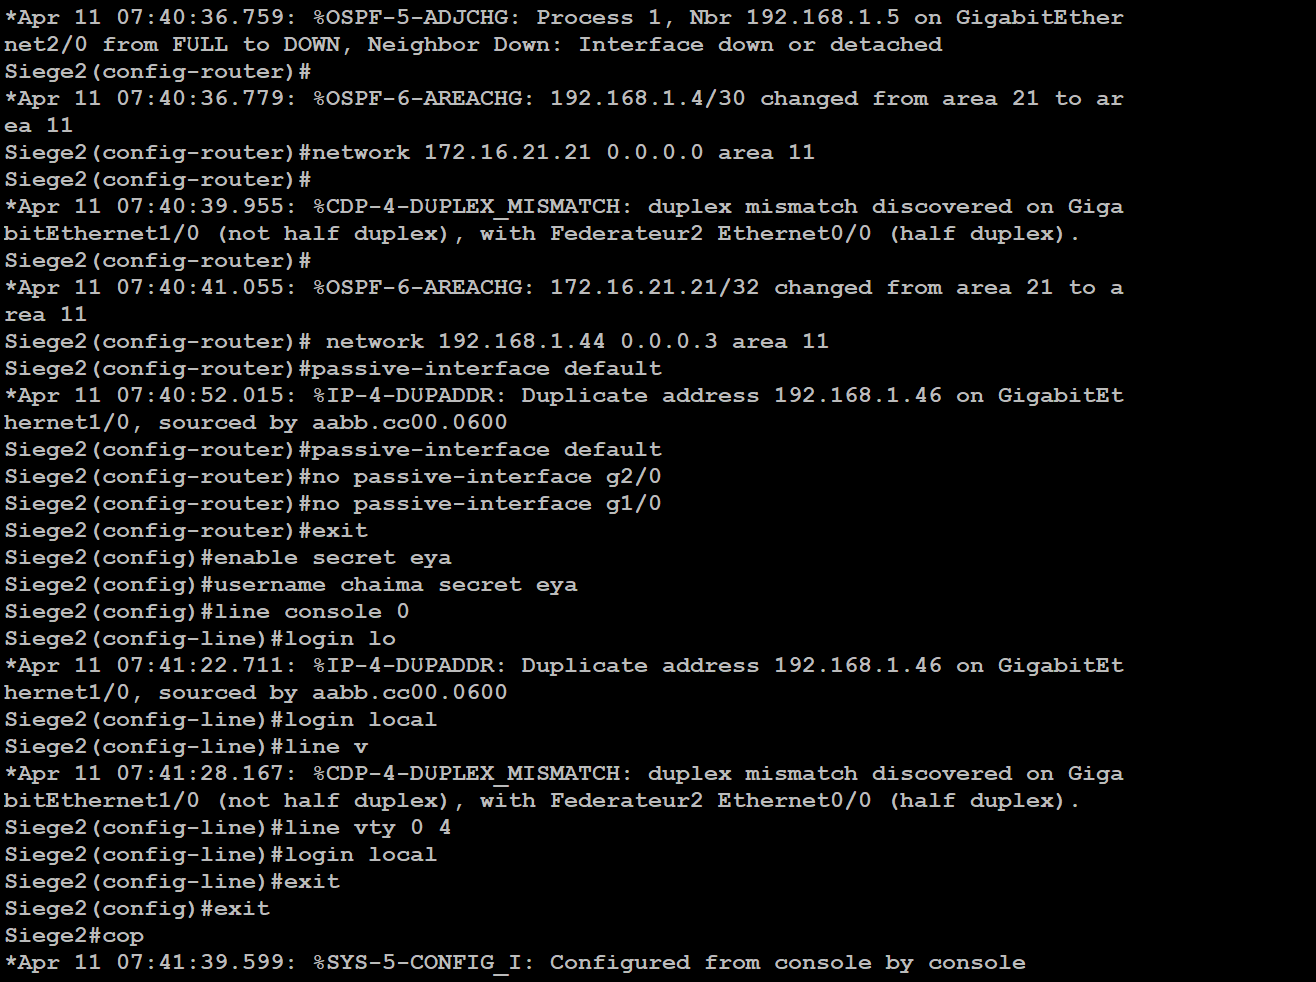 *Apr 11 07:40:36.759: %OSPF-5-ADJCHG: Process 1, Nbr 192.168.1.5 on GigabitEther
net2/0 from FULL to DOWN, Neighbor Down: Interface down or detached
Siege2(config-router)#
*Apr 11 07:40:36.779: %OSPF-6-AREACHG: 192.168.1.4/30 changed from area 21 to ar
ea 11
Siege2(config-router)#network 172.16.21.21 0.0.0.0 area 11
Siege2(config-router)#
*Apr 11 07:40:39.955: %CDP-4-DUPLEX_MISMATCH: duplex mismatch discovered on Giga
bitEthernet1/0 (not half duplex), with Federateur2 Ethernet0/0 (half duplex).
Siege2(config-router)#
*Apr 11 07:40:41.055: %OSPF-6-AREACHG: 172.16.21.21/32 changed from area 21 to a
rea 11
Siege2(config-router)# network 192.168.1.44 0.0.0.3 area 11
Siege2(config-router)#passive-interface default
*Apr 11 07:40:52.015: %IP-4-DUPADDR: Duplicate address 192.168.1.46 on GigabitEt
hernet1/0, sourced by aabb.cc00.0600
Siege2(config-router)#passive-interface default
Siege2(config-router)#no passive-interface g2/0
Siege2(config-router)#no passive-interface g1/0
Siege2(config-router)#exit
Siege2(config)#enable secret eya
Siege2(config)#username chaima secret eya
Siege2(config)#line console 0
Siege2(config-line)#login lo
*Apr 11 07:41:22.711: %IP-4-DUPADDR: Duplicate address 192.168.1.46 on GigabitEt
hernet1/0, sourced by aabb.cc00.0600
Siege2(config-line)#login local
Siege2(config-line)#line v
*Apr 11 07:41:28.167: %CDP-4-DUPLEX_MISMATCH: duplex mismatch discovered on Giga
bitEthernet1/0 (not half duplex), with Federateur2 Ethernet0/0 (half duplex).
Siege2(config-line)#line vty 0 4
Siege2(config-line)#login local
Siege2(config-line)#exit
Siege2(config)#exit
Siege2#cop
*Apr 11 07:41:39.599: %SYS-5-CONFIG_I: Configured from console by console